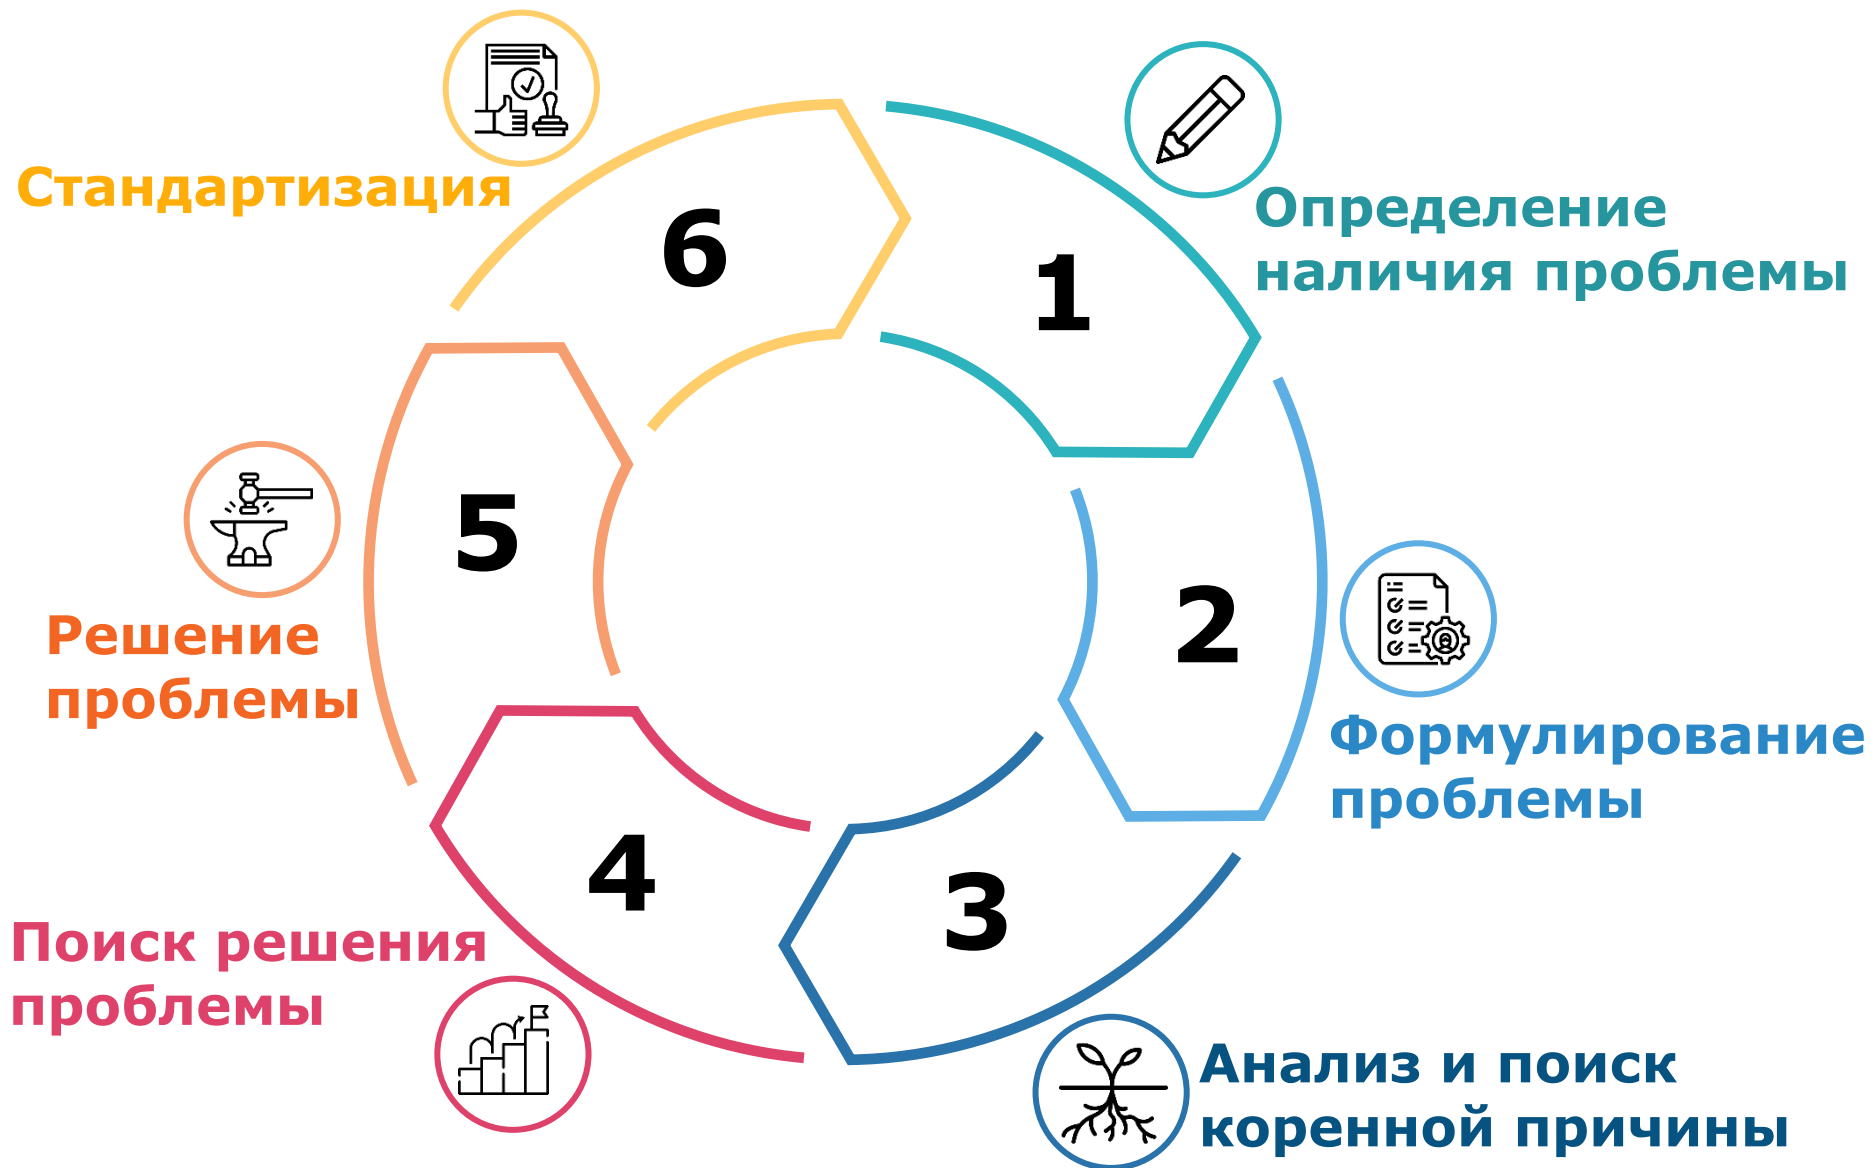 1
Определение
наличия проблемы
2
Формулирование
проблемы
3
Анализ и поиск
коренной причины
4
Поиск решения
проблемы
5
Решение
проблемы
6
Стандартизация